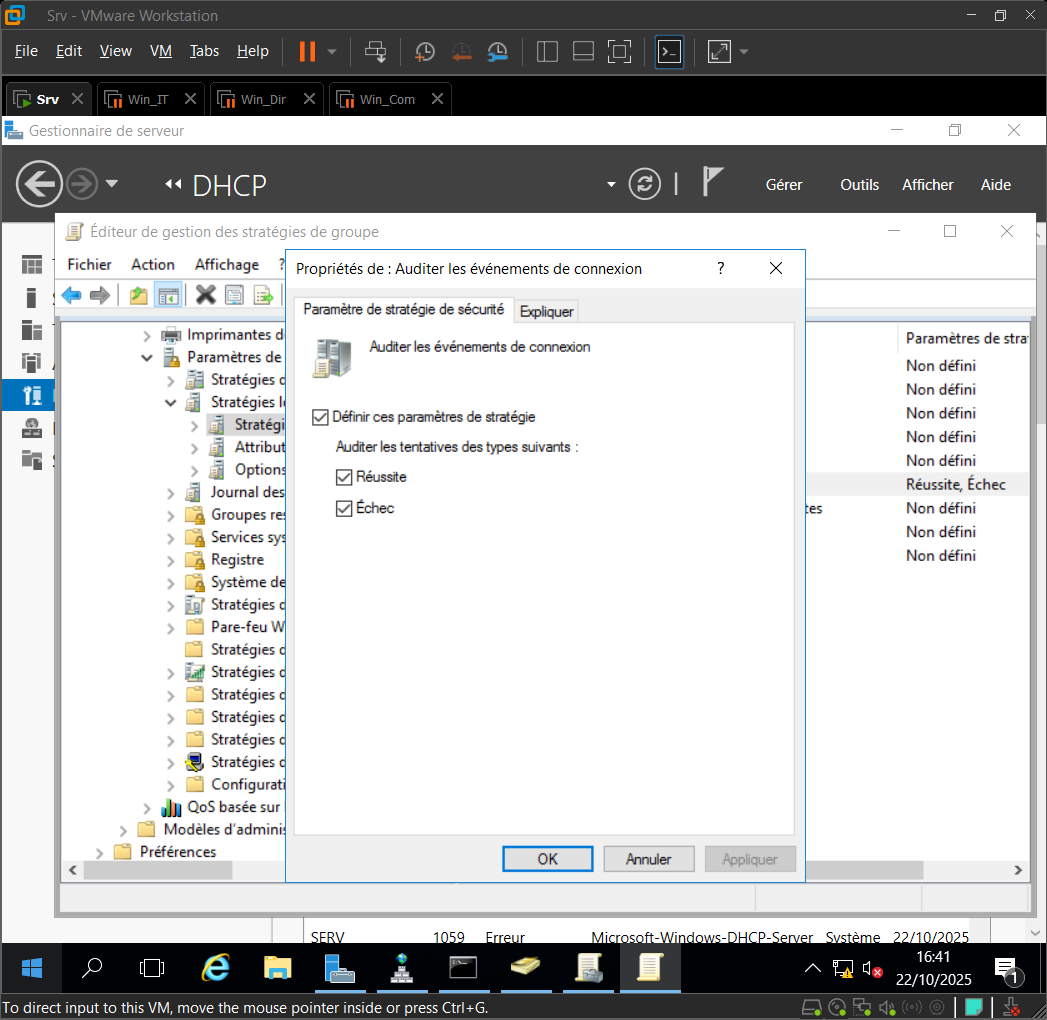 Srv - VMware Workstation
File Edit View VM Tabs Help
Srv Win_IT Win_Dir Win_Com
Gestionnaire de serveur
DHCP
Gérer Outils Afficher Aide
Éditeur de gestion des stratégies de groupe
Fichier Action Affichage ?
Propriétés de : Auditer les événements de connexion ?
Paramètre de stratégie de sécurité Expliquer
Auditer les événements de connexion
Définir ces paramètres de stratégie
Auditer les tentatives des types suivants :
Réussite
Échec
OK Annuler Appliquer
Imprimantes d
Paramètres de
Stratégies d
Stratégies lo
Stratégi
Attribut
Options
Journal des
Groupes res
Services sys
Registre
Système de
Stratégies d
Pare-feu W
Stratégies d
Stratégies d
Stratégies d
Stratégies d
Stratégies d
Stratégies d
Configurati
QoS basée sur
Modèles d'adminis
Préférences
Paramètres de stra
Non défini
Non défini
Non défini
Non défini
Non défini
Réussite, Échec
tes Non défini
Non défini
Non défini
SERV 1059 Erreur Microsoft-Windows-DHCP-Server Système 22/10/2025
16:41
22/10/2025
1
To direct input to this VM, move the mouse pointer inside or press Ctrl+G.